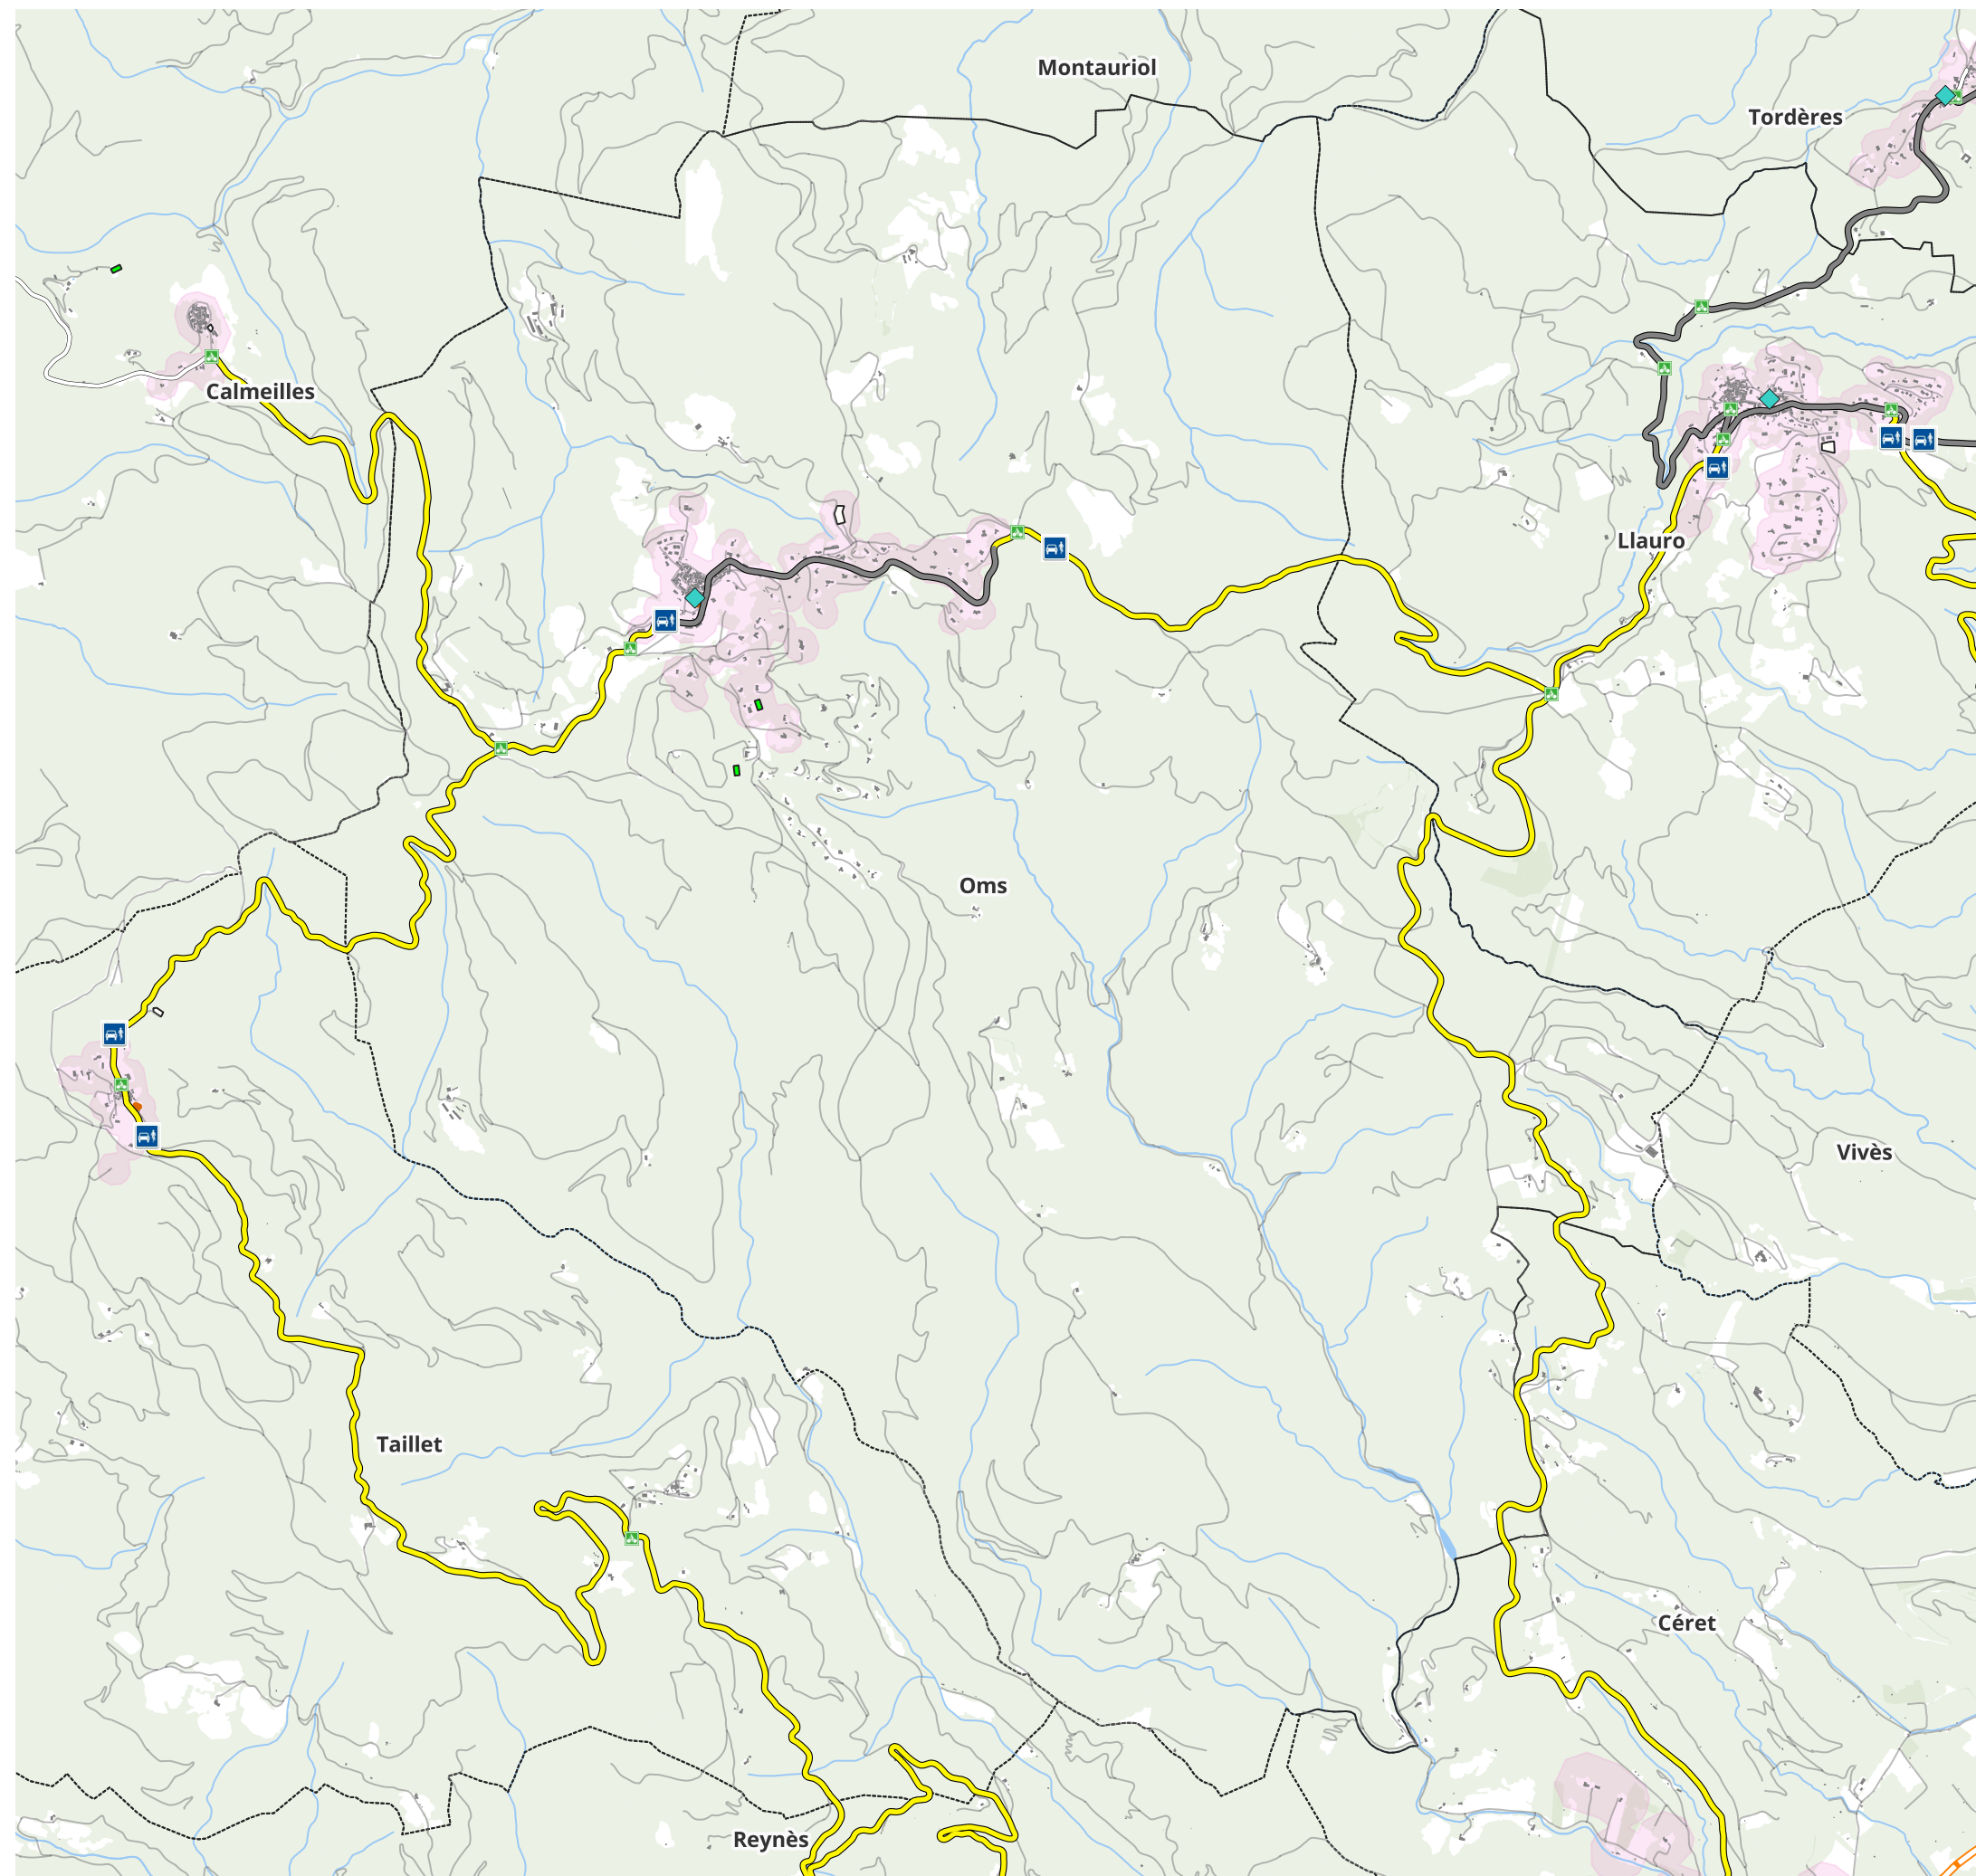 Montauriol
Tordères
Calmeilles
Llauro
Oms
Vivès
Taillet
Céret
Reynès